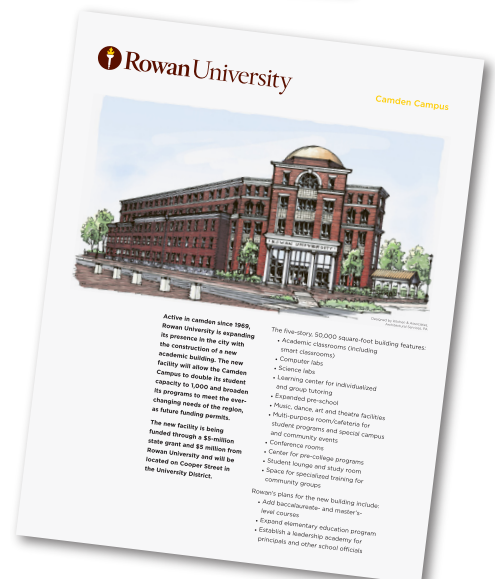 Rowan University
Camden Campus
ROWAN UNIVERSITY
Active in camden since 1969,
Rowan University is expanding
its presence in the city with
the construction of a new
academic building. The new
facility will allow the Camden
Campus to double its student
capacity to 1,000 and broaden
its programs to meet the ever-
changing needs of the region,
as future funding permits.
The new facility is being
funded through a $5-million
state grant and $5 million from
Rowan University and will be
located on Cooper Street in
the University District.
The five-story, 50,000 square-foot building features:
• Academic classrooms (including
smart classrooms)
• Computer labs
• Science labs
• Learning center for individualized
and group tutoring
• Expanded pre-school
• Music, dance, art and theatre facilities
• Multi-purpose room/cafeteria for
student programs and special campus
and community events
• Conference rooms
• Center for pre-college programs
• Student lounge and study room
• Space for specialized training for
community groups
Rowan's plans for the new building include:
• Add baccalaureate- and master's-
level courses
• Expand elementary education program
• Establish a leadership academy for
principals and other school officials